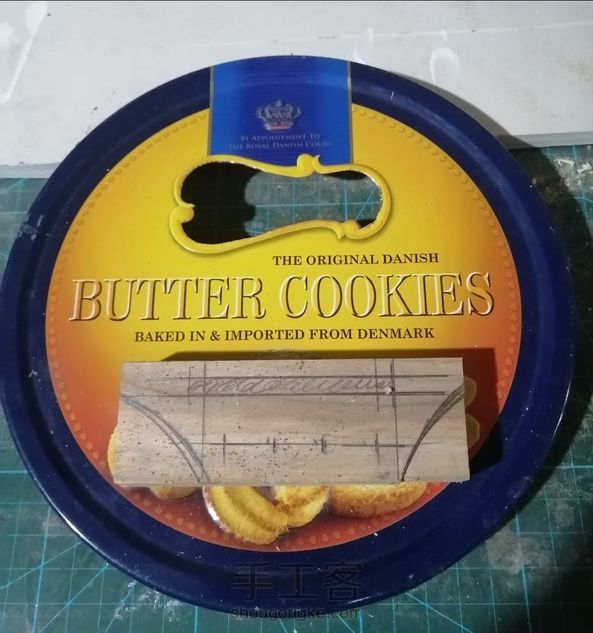 BY APPOINTMENT TO
THE ROYAL DANISH COURT
THE ORIGINAL DANISH
BUTTER COOKIES
BAKED IN & IMPORTED FROM DENMARK
手工客
shougongke.com